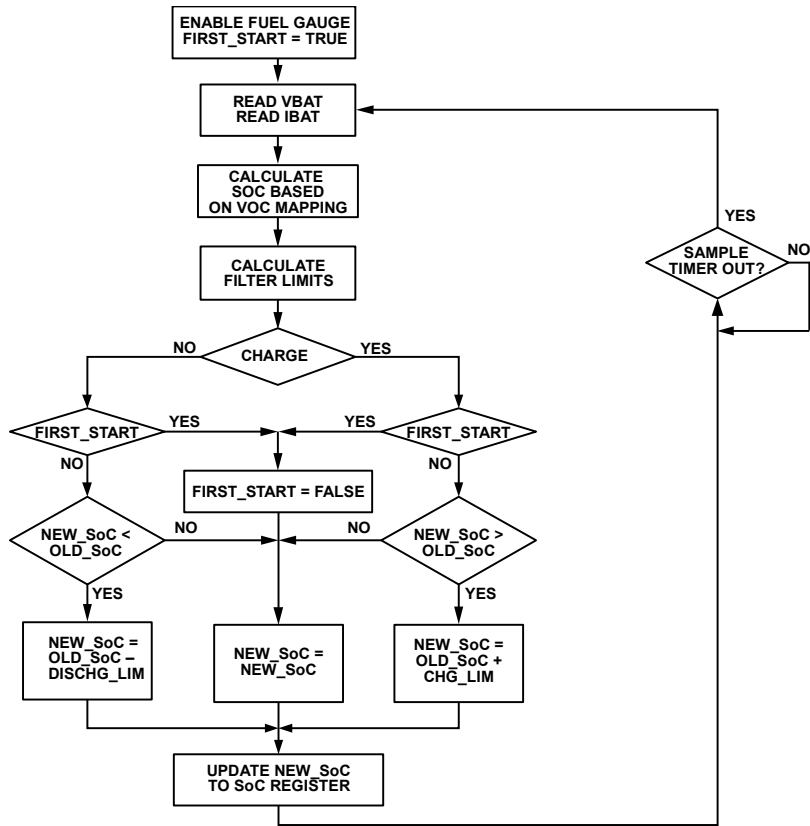 ENABLE FUEL GAUGE
FIRST_START = TRUE
READ VBAT
READ IBAT
CALCULATE
SOC BASED
ON VOC MAPPING
YES
SAMPLE
TIMER OUT?
NO
CALCULATE
FILTER LIMITS
NO
CHARGE
YES
FIRST_START
YES
YES
FIRST_START
NO
NO
FIRST_START = FALSE
NEW_SoC <
OLD_SoC
NO
NO
NEW_SoC >
OLD_SoC
YES
YES
NEW_SoC =
OLD_SoC –
DISCHG_LIM
NEW_SoC =
NEW_SoC
NEW_SoC =
OLD_SoC +
CHG_LIM
UPDATE NEW_SoC
TO SoC REGISTER